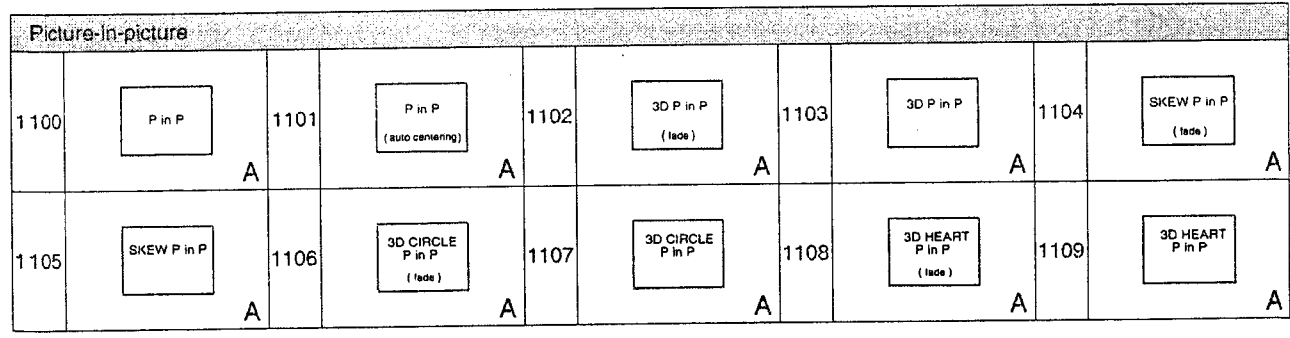 Picture-in-picture
1100
P in P
A
1101
P in P
(auto centering)
A
1102
3D P in P
(fade)
A
1103
3D P in P
A
1104
SKEW P in P
(fade)
A
1105
SKEW P in P
A
1106
3D CIRCLE
P in P
(fade)
A
1107
3D CIRCLE
P in P
A
1108
3D HEART
P in P
(fade)
A
1109
3D HEART
P in P
A